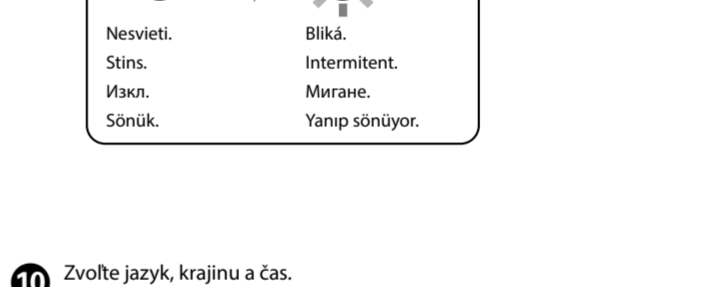 Nesvieti. Bliká.
Stins. Intermitent.
Изкл. Мигане.
Sönük. Yanıp sönüyor.
10 Zvoľte jazyk, krajinu a čas.